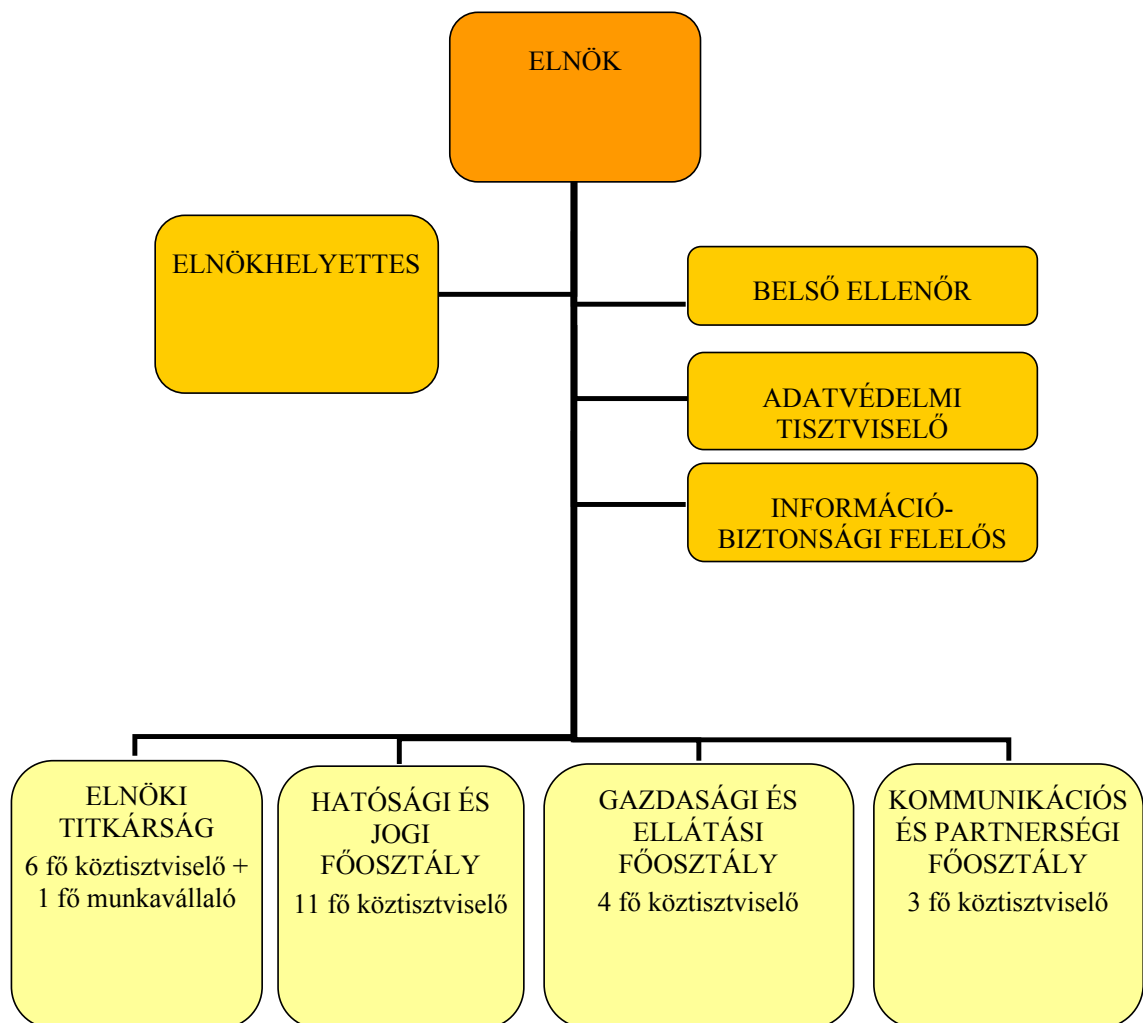 ELNÖK
ELNÖKHELYETTES
BELSŐ ELLENŐR
ADATVÉDELMI
TISZTVISELŐ
INFORMÁCIÓ-
BIZTONSÁGI FELELŐS
ELNÖKI
TITKÁRSÁG
6 fő köztisztviselő +
1 fő munkavállaló
HATÓSÁGI ÉS
JOGI
FŐOSZTÁLY
11 fő köztisztviselő
GAZDASÁGI ÉS
ELLÁTÁSI
FŐOSZTÁLY
4 fő köztisztviselő
KOMMUNIKÁCIÓS
ÉS PARTNERSÉGI
FŐOSZTÁLY
3 fő köztisztviselő